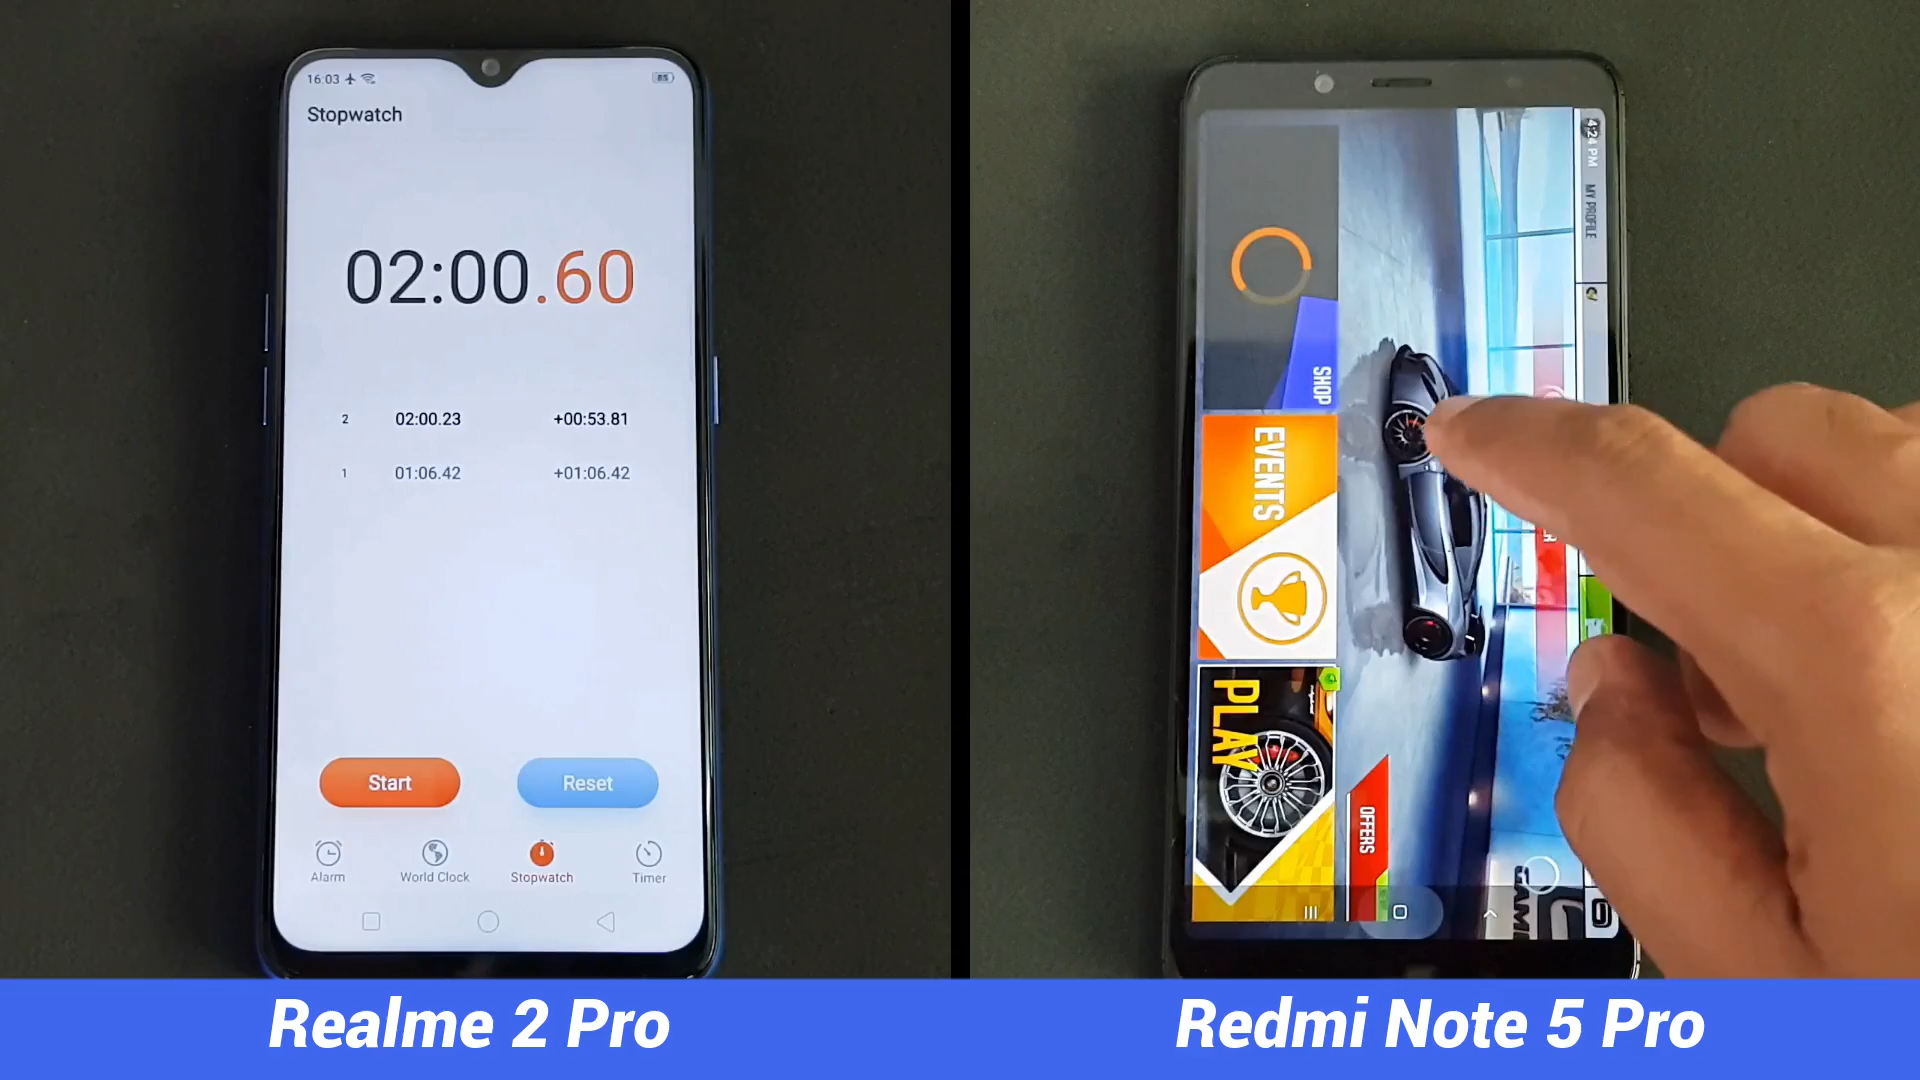 16:03
85
Stopwatch
02:00.60
2 02:00.23 +00:53.81
1 01:06.42 +01:06.42
Start Reset
Alarm World Clock Stopwatch Timer
4:24 PM MY PROFILE
SHOP
EVENTS
PLAY
OFFERS
Realme 2 Pro
Redmi Note 5 Pro